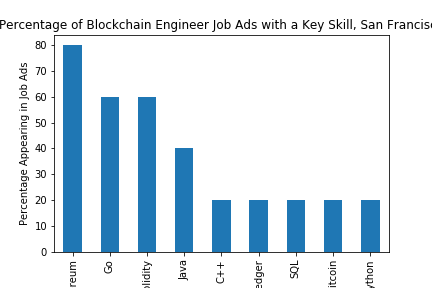 Percentage of Blockchain Engineer Job Ads with a Key Skill, San Francisc
Percentage Appearing in Job Ads
80
70
60
50
40
30
20
10
0
reum
Go
lidity
Java
C++
edger
SQL
itcoin
ython